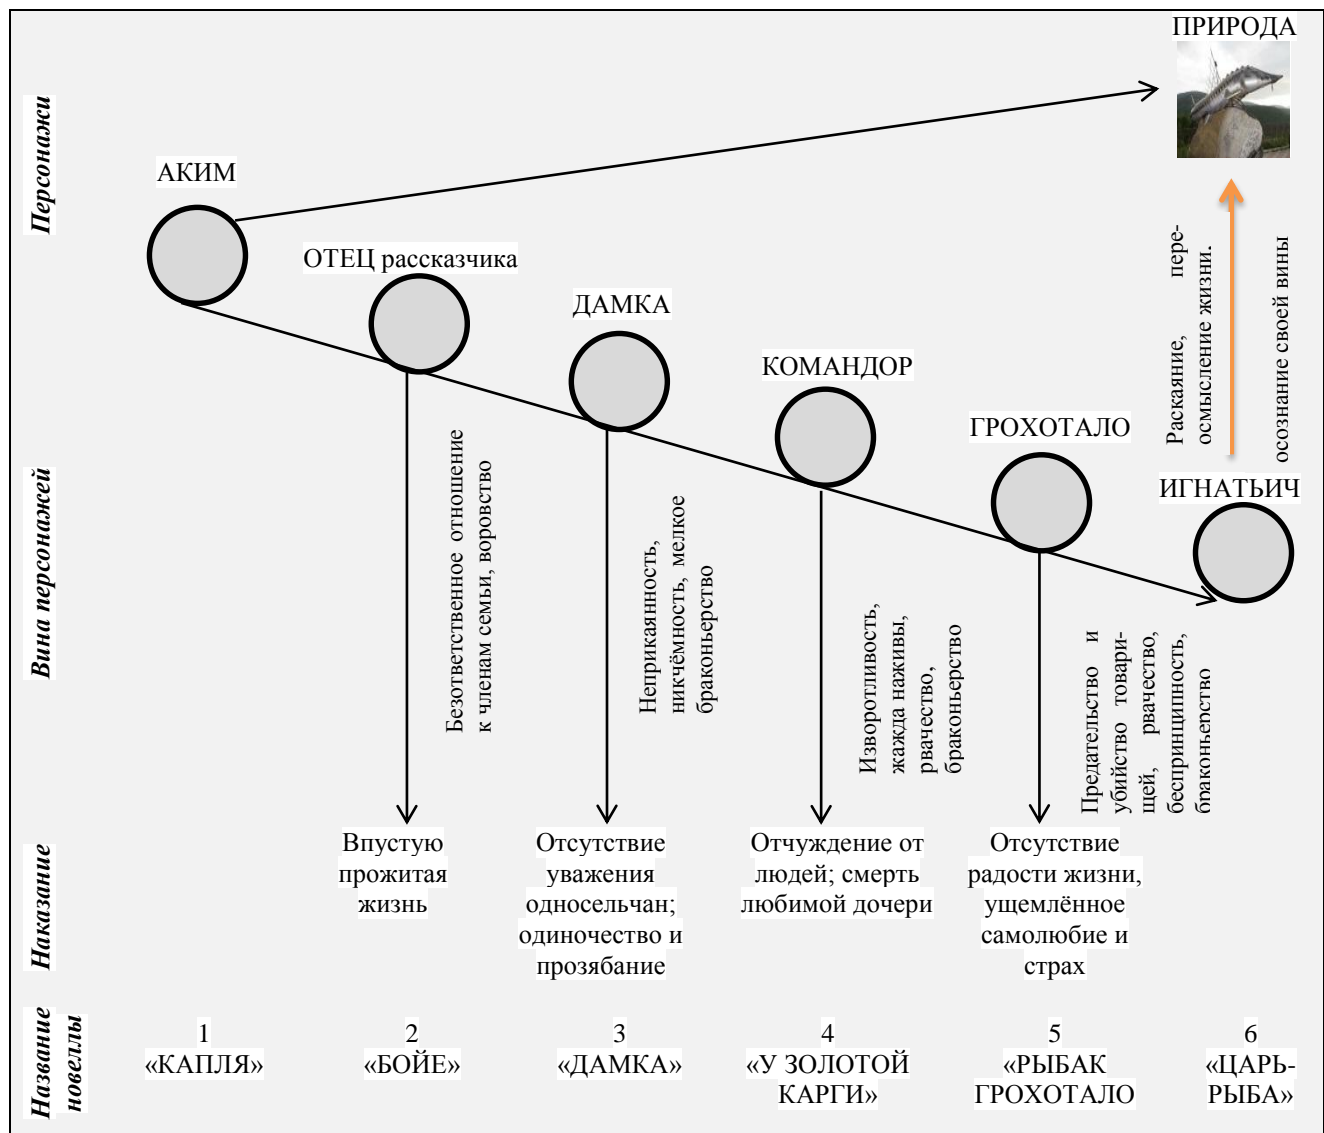 ПРИРОДА
Персонажи
АКИМ
ОТЕЦ рассказчика
ДАМКА
КОМАНДОР
ГРОХОТАЛО
ИГНАТЬИЧ
Раскаяние, пере-
осмысление жизни.
осознание своей вины
Вина персонажей
Безответственное отношение
к членам семьи, воровство
Неприкаянность,
никчёмность, мелкое
браконьерство
Изворотливость,
жажда наживы,
рвачество,
браконьерство
Предательство и
убийство товари-
щей, рвачество,
беспринципность,
браконьерство
Наказание
Впустую
прожитая
жизнь
Отсутствие
уважения
односельчан;
одиночество и
прозябание
Отчуждение от
людей; смерть
любимой дочери
Отсутствие
радости жизни,
ущемлённое
самолюбие и
страх
Название
новеллы
1
«КАПЛЯ»
2
«БОЙЕ»
3
«ДАМКА»
4
«У ЗОЛОТОЙ
КАРГИ»
5
«РЫБАК
ГРОХОТАЛО
6
«ЦАРЬ-
РЫБА»